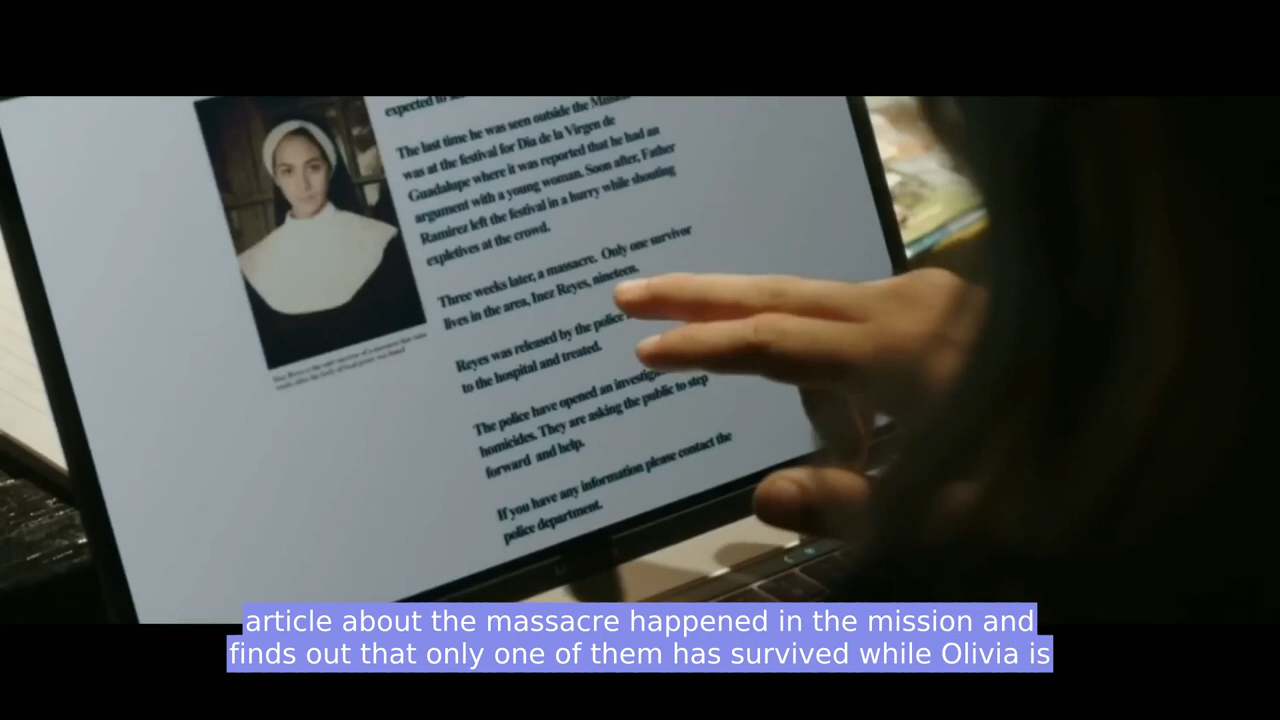 expected to
The last time he was seen outside the Mission
was at the festival for Dia de la Virgen de
Guadalupe where it was reported that he had an
argument with a young woman. Soon after, Father
Ramirez left the festival in a hurry while shouting
expletives at the crowd.
Three weeks later, a massacre. Only one survivor
lives in the area, Inez Reyes, nineteen.
Reyes was released by the police
to the hospital and treated.
The police have opened an
homicides. They are asking the public to step
forward and help.
If you have any information please contact the
police department.
article about the massacre happened in the mission and
finds out that only one of them has survived while Olivia is